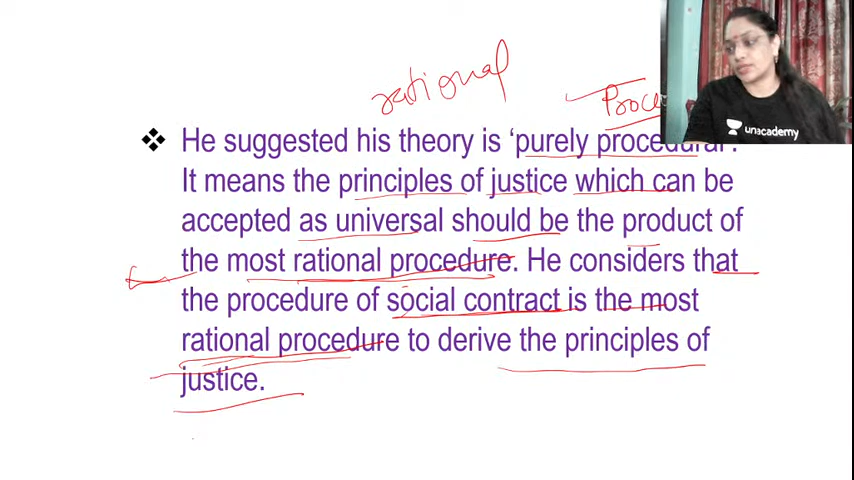 rational
❖ He suggested his theory is 'purely procedural'.
unacademy
It means the principles of justice which can be
accepted as universal should be the product of
the most rational procedure. He considers that
the procedure of social contract is the most
rational procedure to derive the principles of
justice.